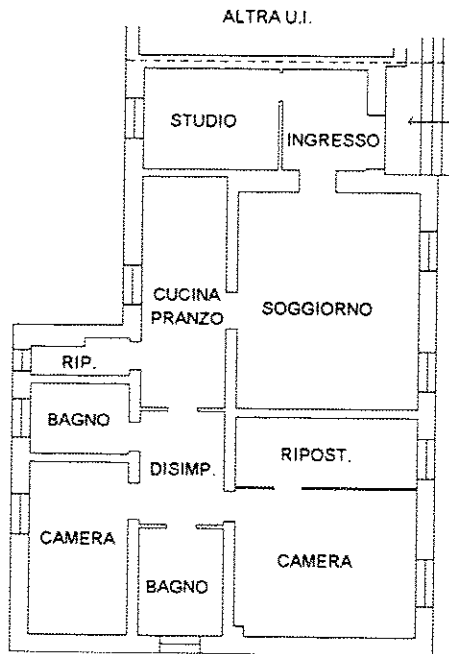 ALTRA U.I.
STUDIO
INGRESSO
CUCINA
PRANZO
SOGGIORNO
RIP.
BAGNO
RIPOST.
DISIMP.
CAMERA
CAMERA
BAGNO